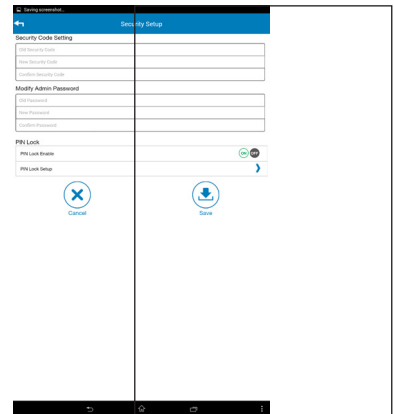 Saving screenshot...
Security Setup
Security Code Setting
Old Security Code
New Security Code
Confirm Security Code
Modify Admin Password
Old Password
New Password
Confirm Password
PIN Lock
PIN Lock Enable
ON OFF
PIN Lock Setup
Cancel
Save